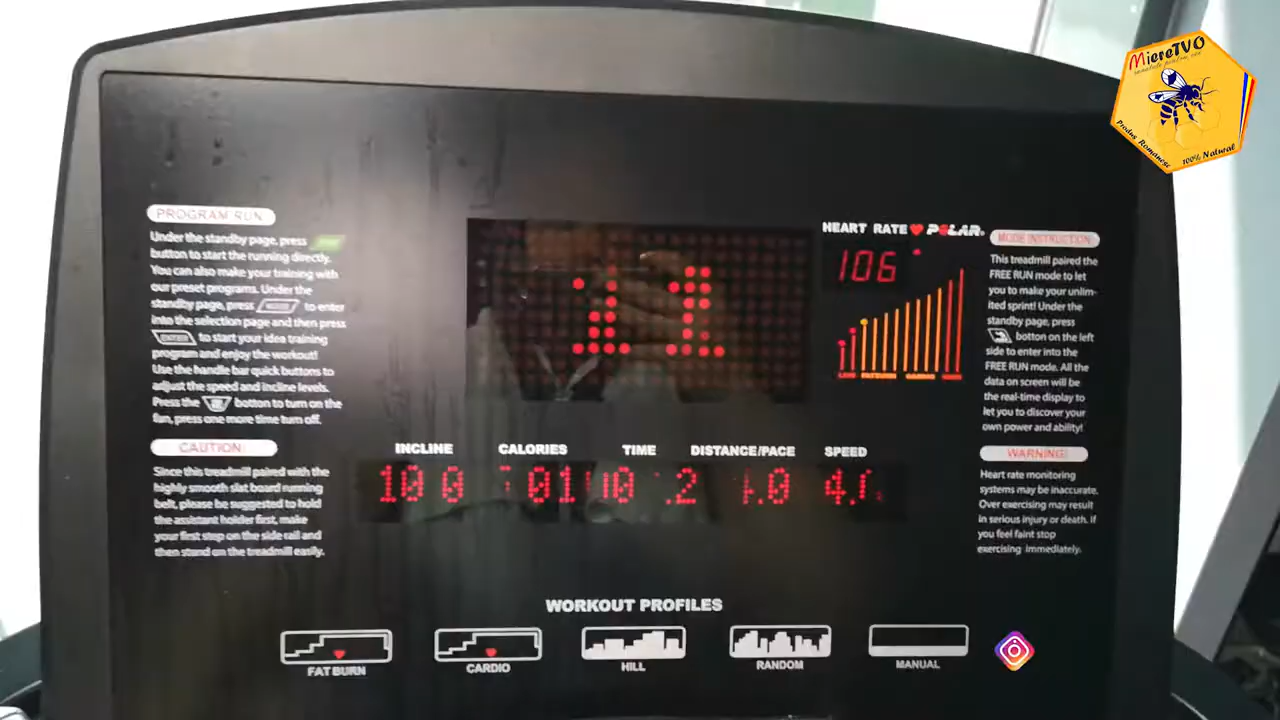 MiereTVO
Produs Romanesc
100% Natural
PROGRAM RUN
Under the standby page, press
button to start the running directly.
You can also make your training with
our preset programs. Under the
standby page, press MODE to enter
into the selection page and then press
ENTER to start your idea training
program and enjoy the workout!
Use the handle bar quick buttons to
adjust the speed and incline levels.
Press the botton to turn on the
fan, press one more time turn off.
CAUTION:
Since this treadmill paired with the
highly smooth slat board running
belt, please be suggested to hold
the assistant holder first, make
your first step on the side rail and
then stand on the treadmill easily.
11
HEART RATE POLAR
106
MODE INSTRUCTION:
This treadmill paired the
FREE RUN mode to let
you to make your unlim-
ited sprint! Under the
standby page, press
botton on the left
side to enter into the
FREE RUN mode. All the
data on screen will be
the real-time display to
let you to discover your
own power and ability!
WARNING:
Heart rate monitoring
systems may be inaccurate.
Over exercising may result
in serious injury or death. if
you feel faint stop
exercising immediately.
INCLINE CALORIES TIME DISTANCE/PACE SPEED
WORKOUT PROFILES
FAT BURN CARDIO HILL RANDOM MANUAL